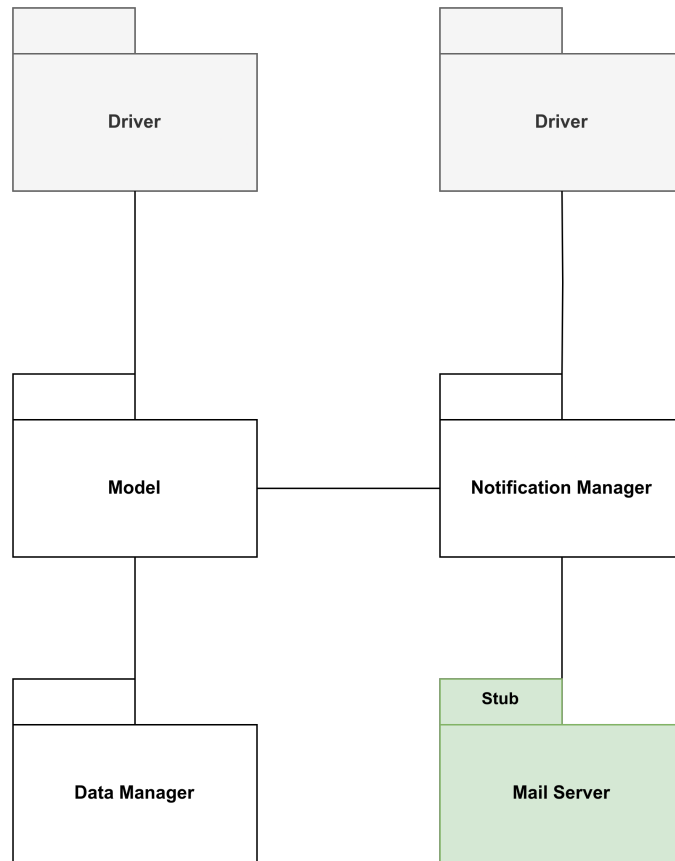 Driver
Driver
Model
Notification Manager
Stub
Data Manager
Mail Server